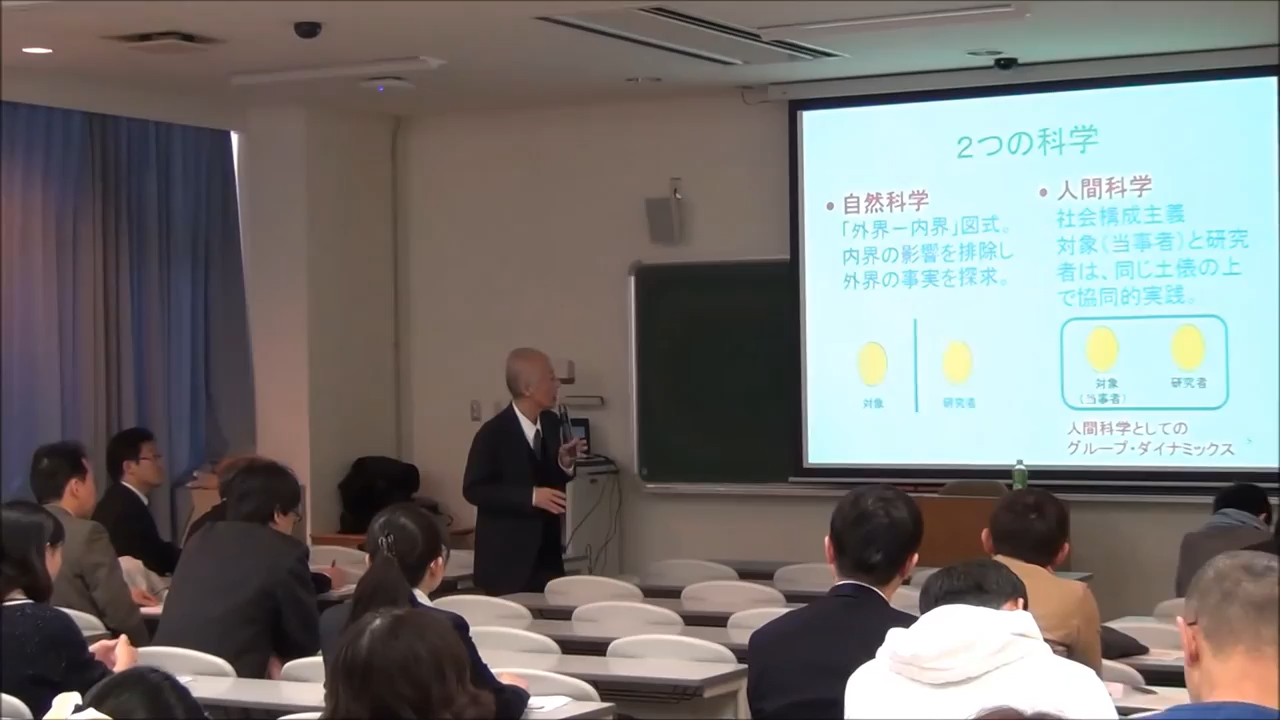 2つの科学
• 自然科学
「外界－内界」図式。
内界の影響を排除し
外界の事実を探求。
対象
研究者
• 人間科学
社会構成主義
対象（当事者）と研究
者は、同じ土俵の上
で協同的実践。
対象
（当事者）
研究者
人間科学としての
グループ・ダイナミックス